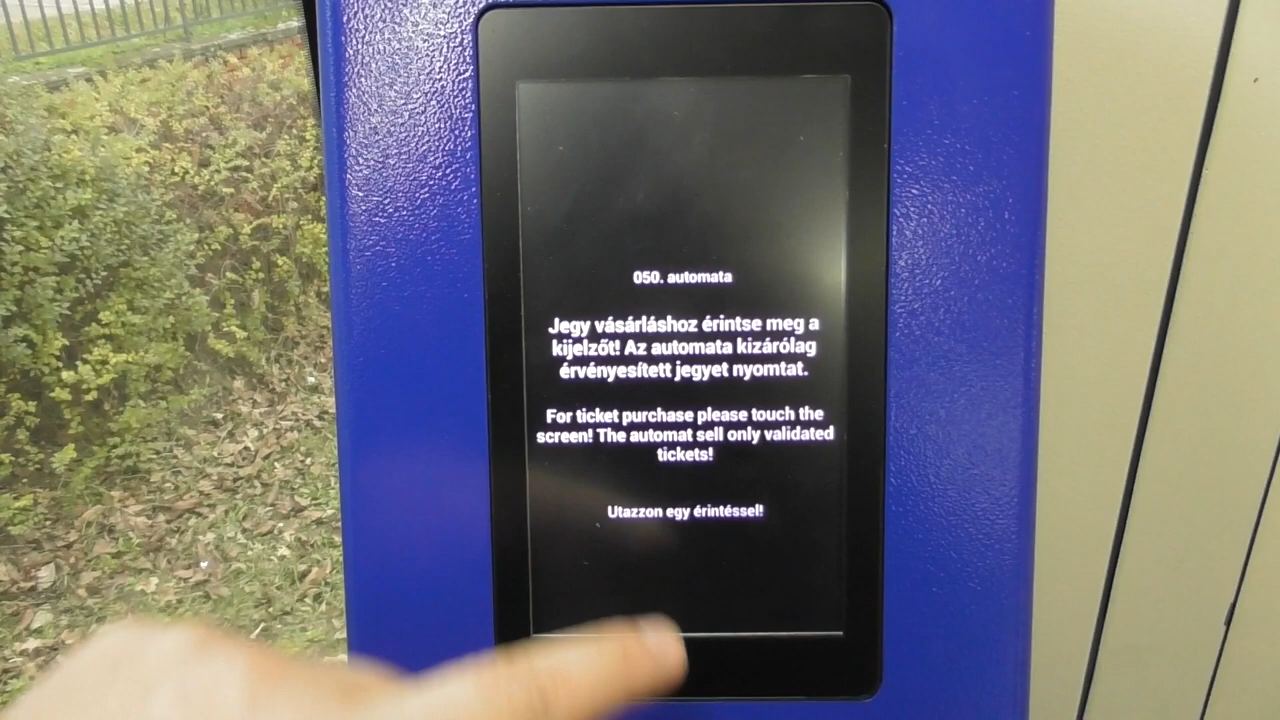 050. automata
Jegy vásárláshoz érintse meg a
kijelzőt! Az automata kizárólag
érvényesített jegyet nyomtat.
For ticket purchase please touch the
screen! The automat sell only validated
tickets!
Utazzon egy érintéssel!